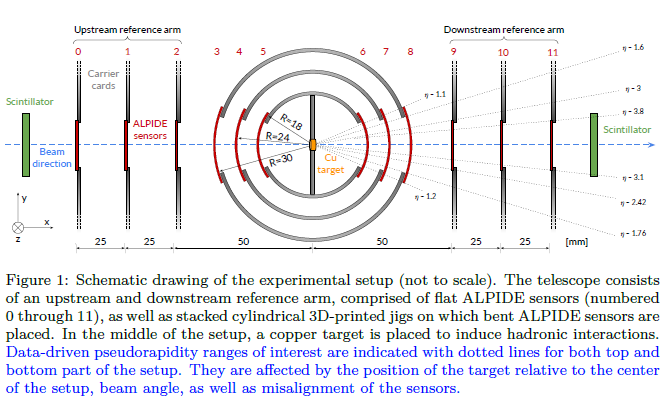 Upstream reference arm
Downstream reference arm
0 1 2 3 4 5 6 7 8 9 10 11
η - 1.6
Carrier
cards
η - 3
η - 1.1
Scintillator
η - 3.8
R=18
ALPIDE
sensors
Scintillator
R=24
Beam
direction
R=30
Cu
target
η - 3.1
y
η - 1.2
η - 2.42
x
z
η - 1.76
25 25 50 50 25 25 [mm]
Figure 1: Schematic drawing of the experimental setup (not to scale). The telescope consists
of an upstream and downstream reference arm, comprised of flat ALPIDE sensors (numbered
0 through 11), as well as stacked cylindrical 3D-printed jigs on which bent ALPIDE sensors are
placed. In the middle of the setup, a copper target is placed to induce hadronic interactions.
Data-driven pseudorapidity ranges of interest are indicated with dotted lines for both top and
bottom part of the setup. They are affected by the position of the target relative to the center
of the setup, beam angle, as well as misalignment of the sensors.